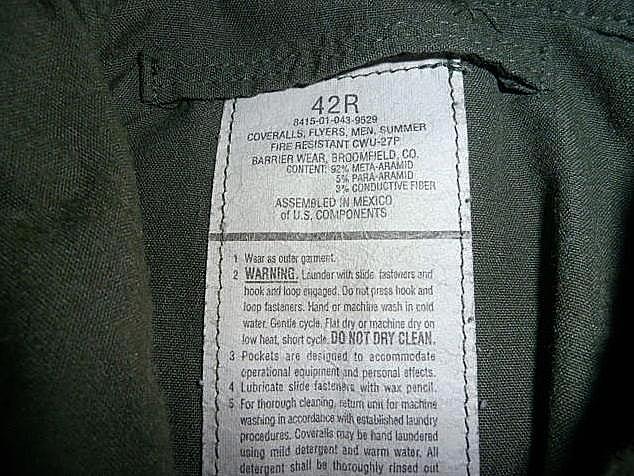 42R
8415-01-043-9529
COVERALLS, FLYERS, MEN, SUMMER
FIRE RESISTANT CWU-27P
BARRIER WEAR, BROOMFIELD, CO.
CONTENT: 92% META-ARAMID
5% PARA-ARAMID
3% CONDUCTIVE FIBER
ASSEMBLED IN MEXICO
of U.S. COMPONENTS
1 Wear as outer garment.
2 WARNING. Launder with slide fasteners and
hook and loop engaged. Do not press hook and
loop fasteners. Hand or machine wash in cold
water. Gentle cycle. Flat dry or machine dry on
low heat, short cycle. DO NOT DRY CLEAN.
3 Pockets are designed to accommodate
operational equipment and personal effects.
4 Lubricate slide fasteners with wax pencil.
5 For thorough cleaning, return unit for machine
washing in accordance with established laundry
procedures. Coveralls may be hand laundered
using mild detergent and warm water. All
detergent shall be thoroughly rinsed out